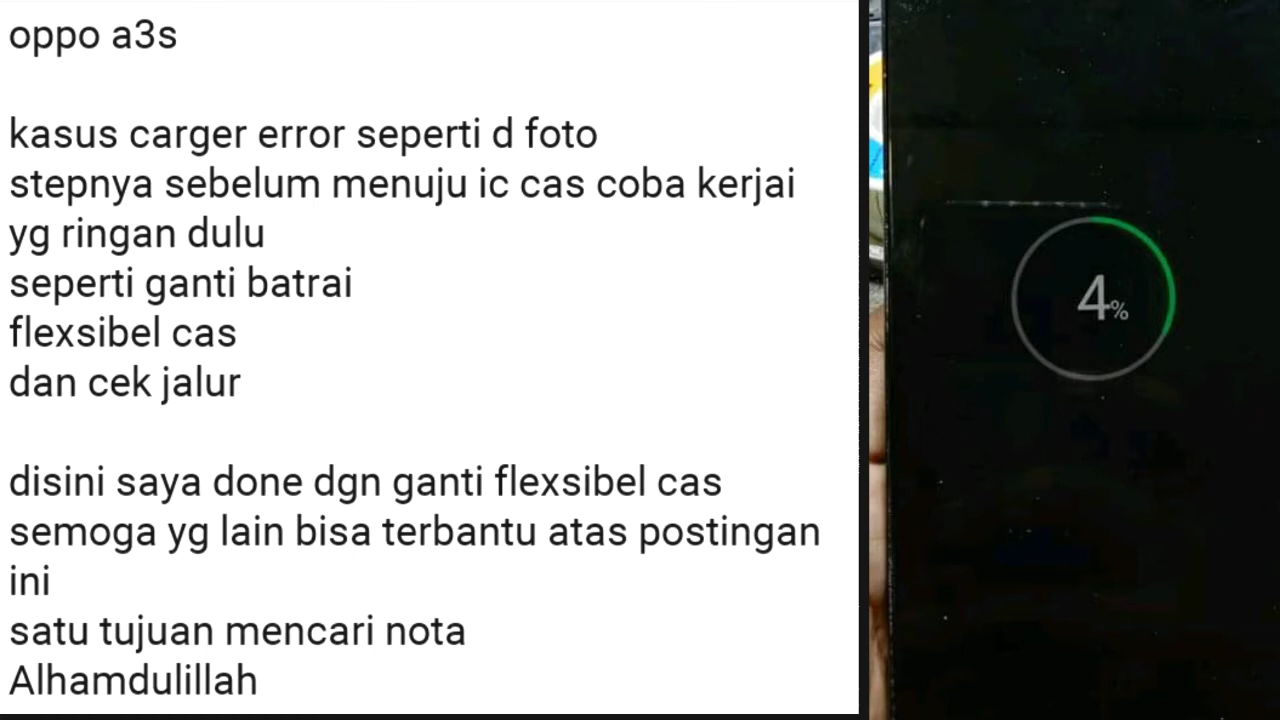 oppo a3s
kasus carger error seperti d foto
stepnya sebelum menuju ic cas coba kerjai
yg ringan dulu
seperti ganti batrai
flexsibel cas
dan cek jalur
disini saya done dgn ganti flexsibel cas
semoga yg lain bisa terbantu atas postingan
ini
satu tujuan mencari nota
Alhamdulillah
4%